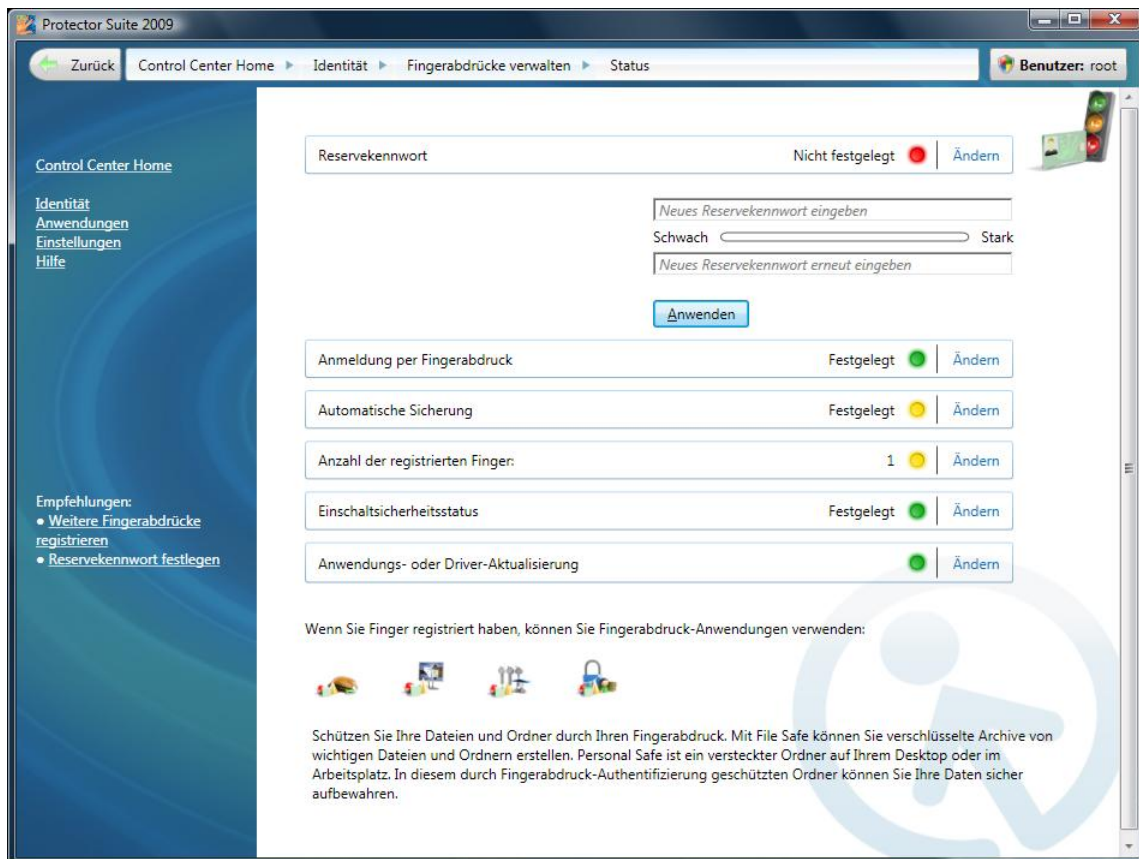 Protector Suite 2009
Zurück
Control Center Home
Identität
Fingerabdrücke verwalten
Status
Benutzer: root
Control Center Home
Identität
Anwendungen
Einstellungen
Hilfe
Empfehlungen:
• Weitere Fingerabdrücke
registrieren
• Reservekennwort festlegen
Reservekennwort Nicht festgelegt Ändern
Neues Reservekennwort eingeben
Schwach Stark
Neues Reservekennwort erneut eingeben
Anwenden
Anmeldung per Fingerabdruck Festgelegt Ändern
Automatische Sicherung Festgelegt Ändern
Anzahl der registrierten Finger: 1 Ändern
Einschaltsicherheitsstatus Festgelegt Ändern
Anwendungs- oder Driver-Aktualisierung Ändern
Wenn Sie Finger registriert haben, können Sie Fingerabdruck-Anwendungen verwenden:
Schützen Sie Ihre Dateien und Ordner durch Ihren Fingerabdruck. Mit File Safe können Sie verschlüsselte Archive von
wichtigen Dateien und Ordnern erstellen. Personal Safe ist ein versteckter Ordner auf Ihrem Desktop oder im
Arbeitsplatz. In diesem durch Fingerabdruck-Authentifizierung geschützten Ordner können Sie Ihre Daten sicher
aufbewahren.